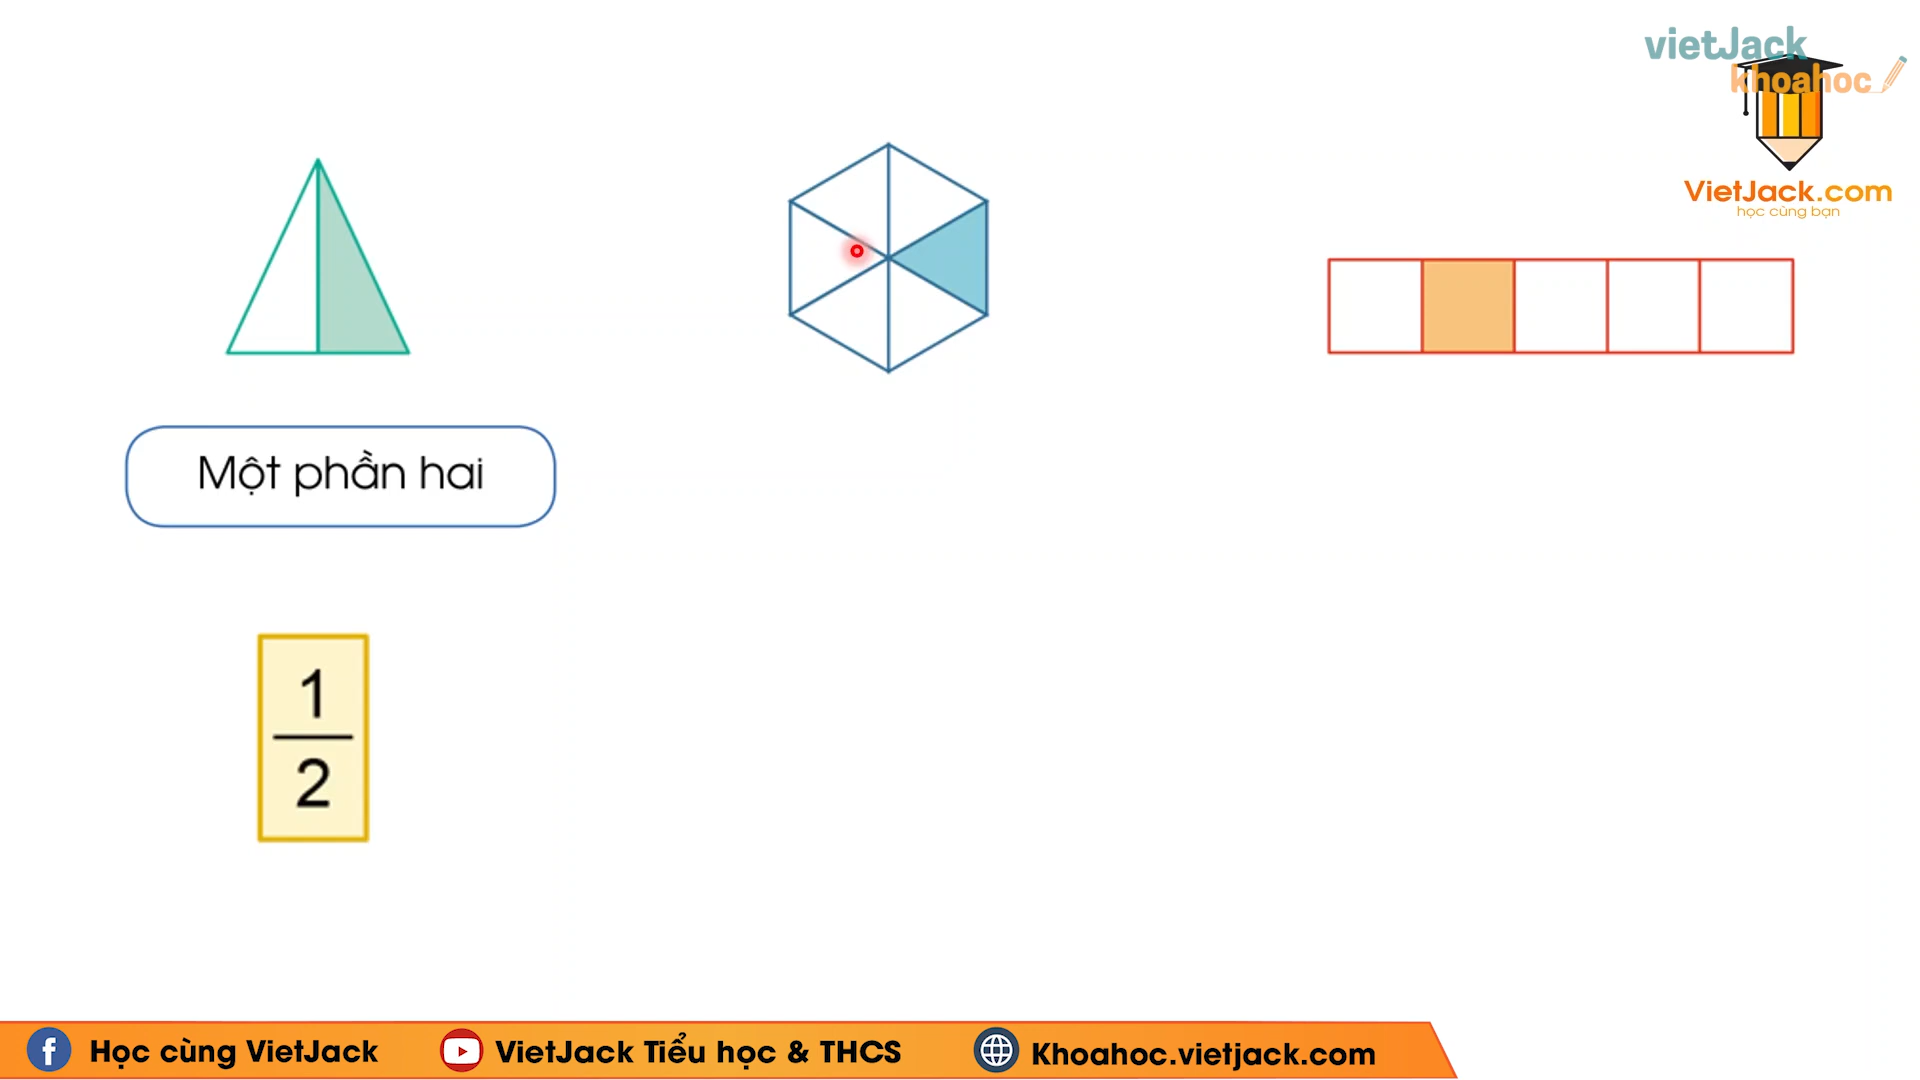 vietJack
khoahoc
VietJack.com
học cùng bạn
Một phần hai
1
2
Học cùng VietJack
VietJack Tiểu học & THCS
Khoahoc.vietjack.com